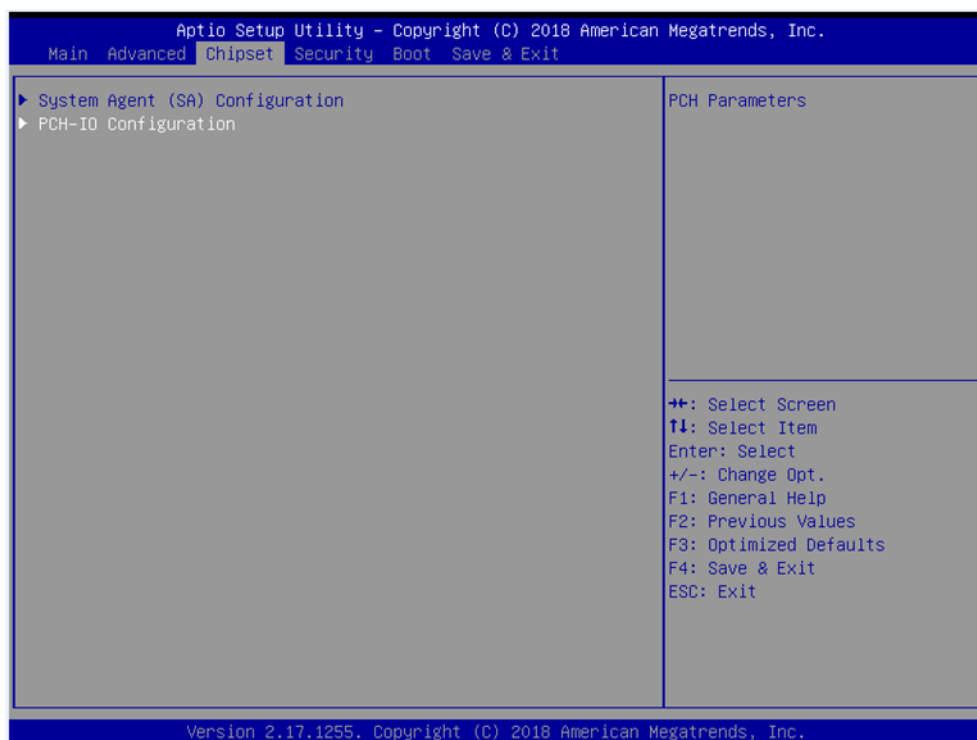 Aptio Setup Utility – Copyright (C) 2018 American Megatrends, Inc.
Main Advanced Chipset Security Boot Save & Exit
▶ System Agent (SA) Configuration
▶ PCH-IO Configuration
PCH Parameters
→←: Select Screen
↑↓: Select Item
Enter: Select
+/-: Change Opt.
F1: General Help
F2: Previous Values
F3: Optimized Defaults
F4: Save & Exit
ESC: Exit
Version 2.17.1255. Copyright (C) 2018 American Megatrends, Inc.